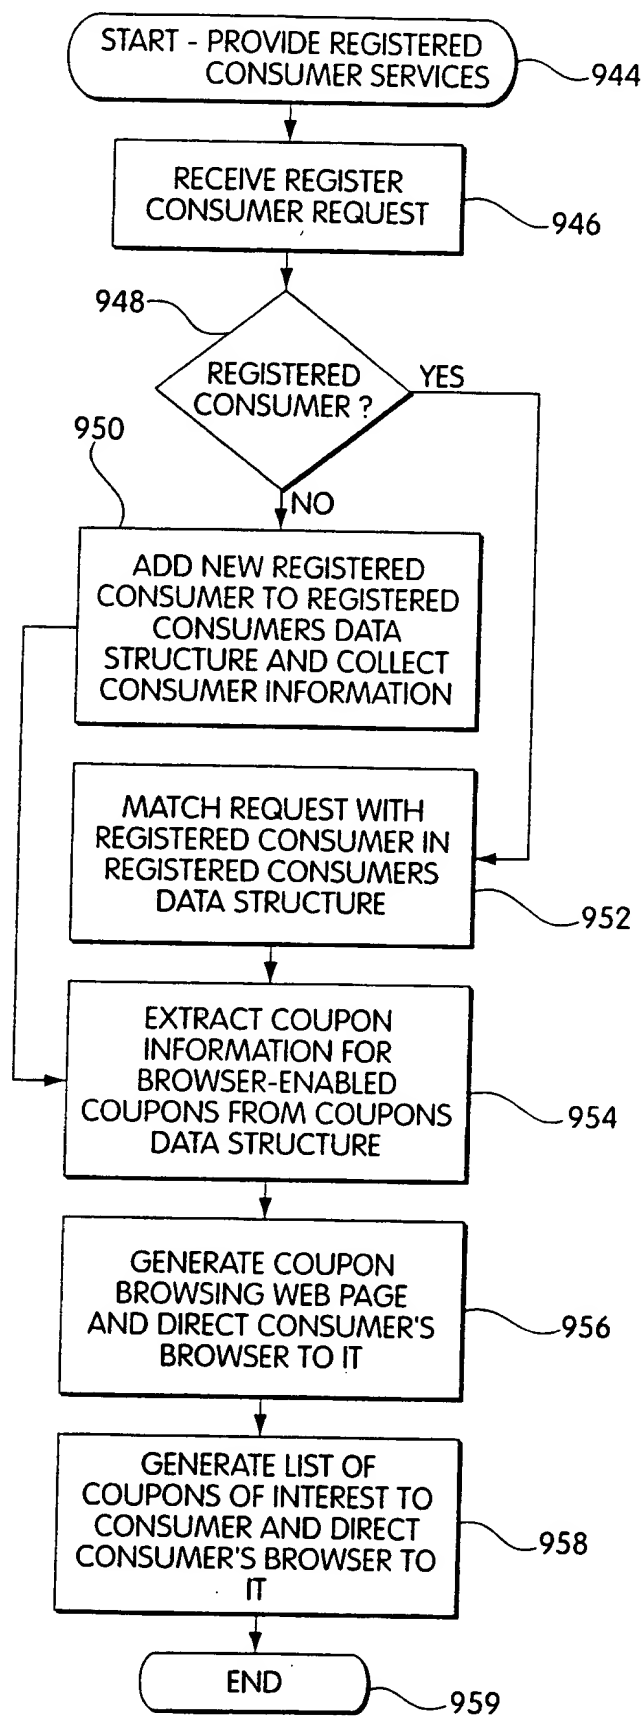 START - PROVIDE REGISTERED
CONSUMER SERVICES
944
RECEIVE REGISTER
CONSUMER REQUEST
946
948
REGISTERED
CONSUMER ?
YES
NO
950
ADD NEW REGISTERED
CONSUMER TO REGISTERED
CONSUMERS DATA
STRUCTURE AND COLLECT
CONSUMER INFORMATION
MATCH REQUEST WITH
REGISTERED CONSUMER IN
REGISTERED CONSUMERS
DATA STRUCTURE
952
EXTRACT COUPON
INFORMATION FOR
BROWSER-ENABLED
COUPONS FROM COUPONS
DATA STRUCTURE
954
GENERATE COUPON
BROWSING WEB PAGE
AND DIRECT CONSUMER'S
BROWSER TO IT
956
GENERATE LIST OF
COUPONS OF INTEREST TO
CONSUMER AND DIRECT
CONSUMER'S BROWSER TO
IT
958
END
959